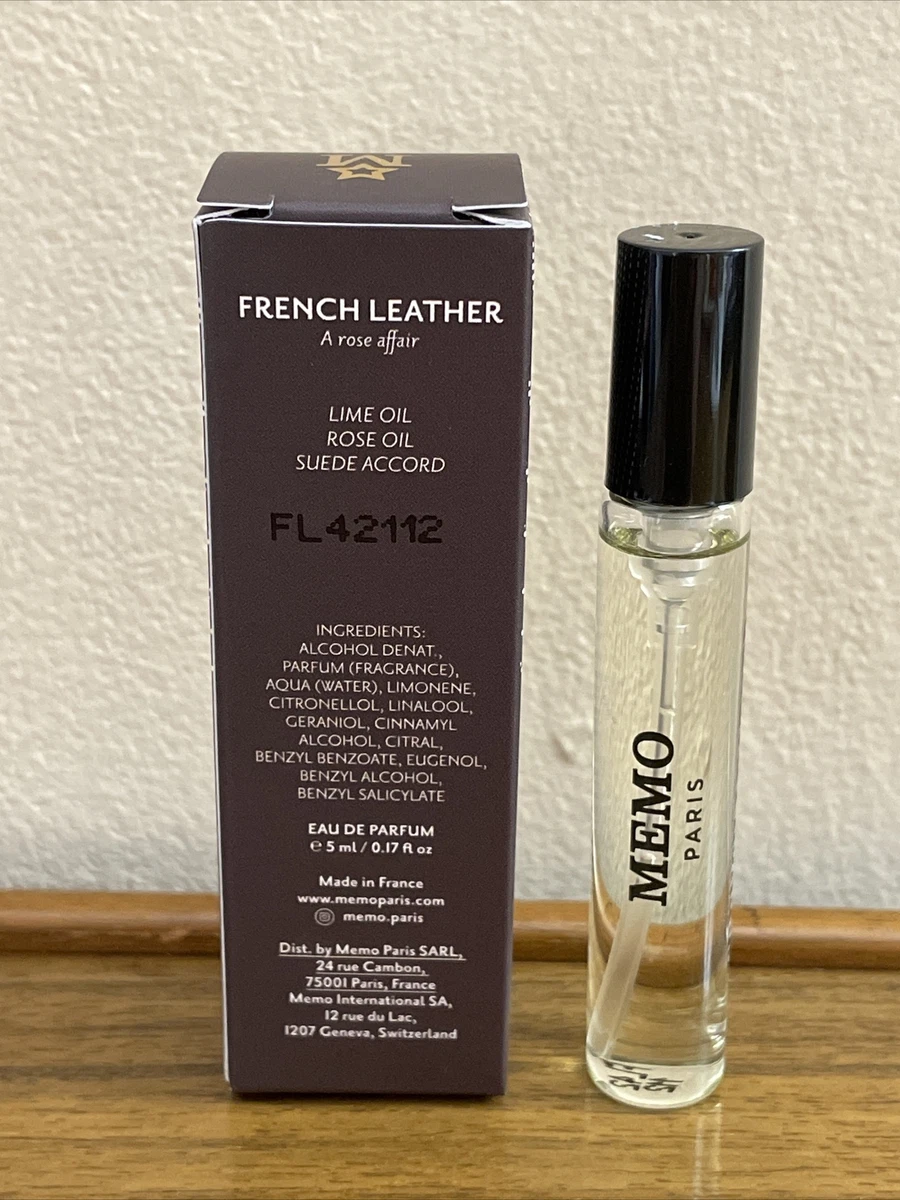 FRENCH LEATHER
A rose affair
LIME OIL
ROSE OIL
SUEDE ACCORD
FL42112
INGREDIENTS:
ALCOHOL DENAT.,
PARFUM (FRAGRANCE),
AQUA (WATER), LIMONENE,
CITRONELLOL, LINALOOL,
GERANIOL, CINNAMYL
ALCOHOL, CITRAL,
BENZYL BENZOATE, EUGENOL,
BENZYL ALCOHOL,
BENZYL SALICYLATE
EAU DE PARFUM
℮ 5 ml / 0.17 fl oz
Made in France
www.memoparis.com
memo.paris
Dist. by Memo Paris SARL,
24 rue Cambon,
75001 Paris, France
Memo International SA,
12 rue du Lac,
1207 Geneva, Switzerland
MEMO
PARIS